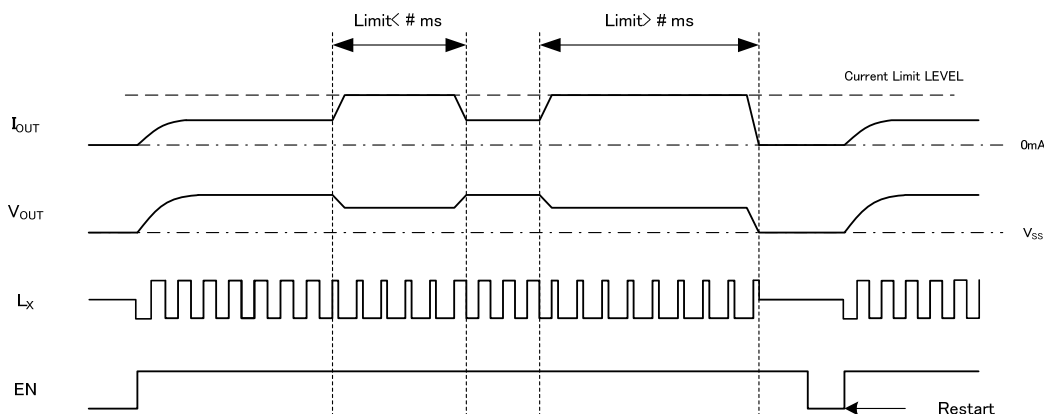 Limit< # ms
Limit> # ms
Current Limit LEVEL
IOUT
0mA
VOUT
VSS
LX
EN
Restart